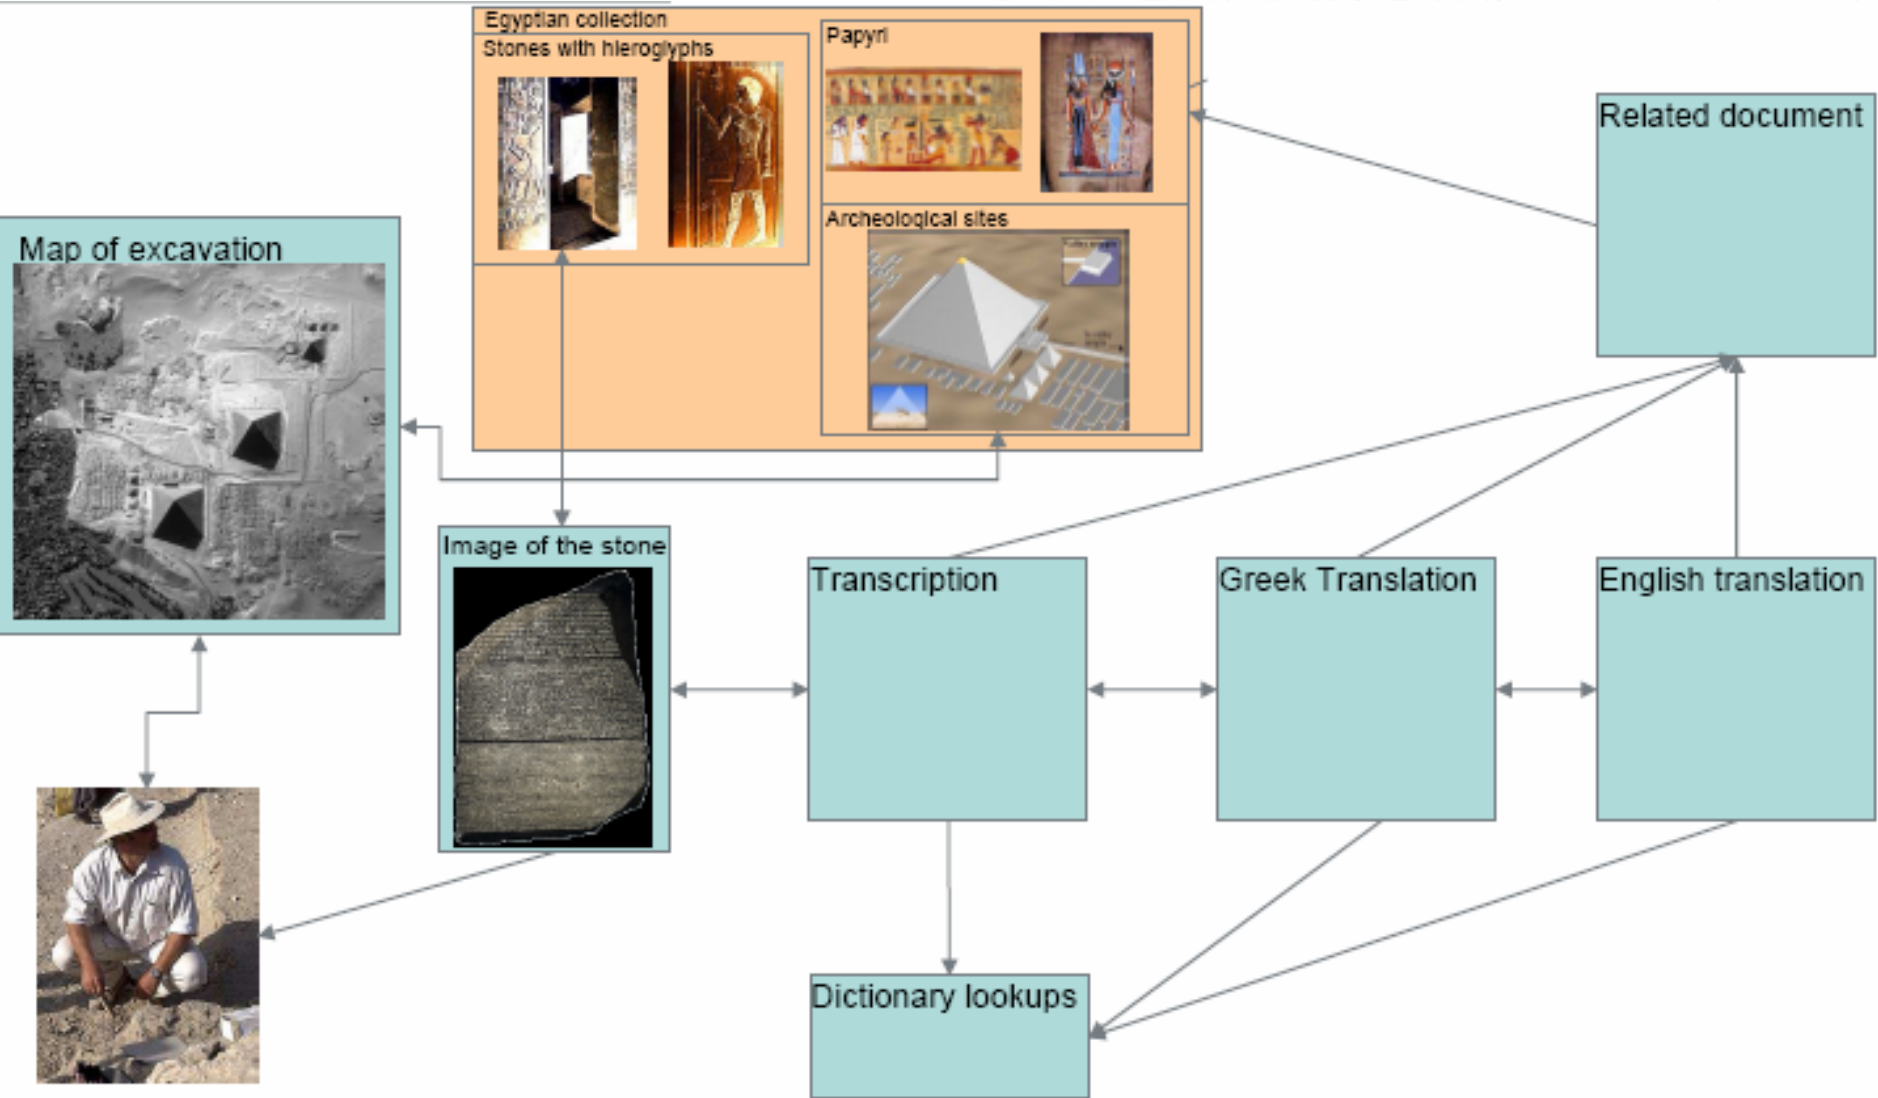 Egyptian collection
Stones with hieroglyphs
Papyri
Related document
Archeological sites
Map of excavation
Image of the stone
Transcription
Greek Translation
English translation
Dictionary lookups